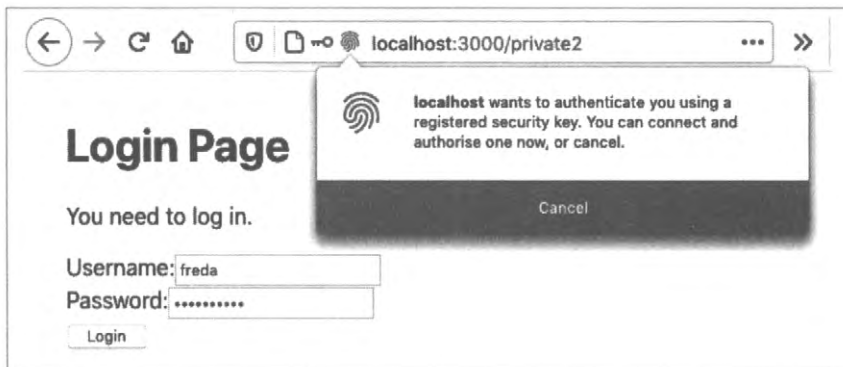 localhost:3000/private2
localhost wants to authenticate you using a
registered security key. You can connect and
authorise one now, or cancel.
Cancel
Login Page
You need to log in.
Username: freda
Password: ••••••••••
Login